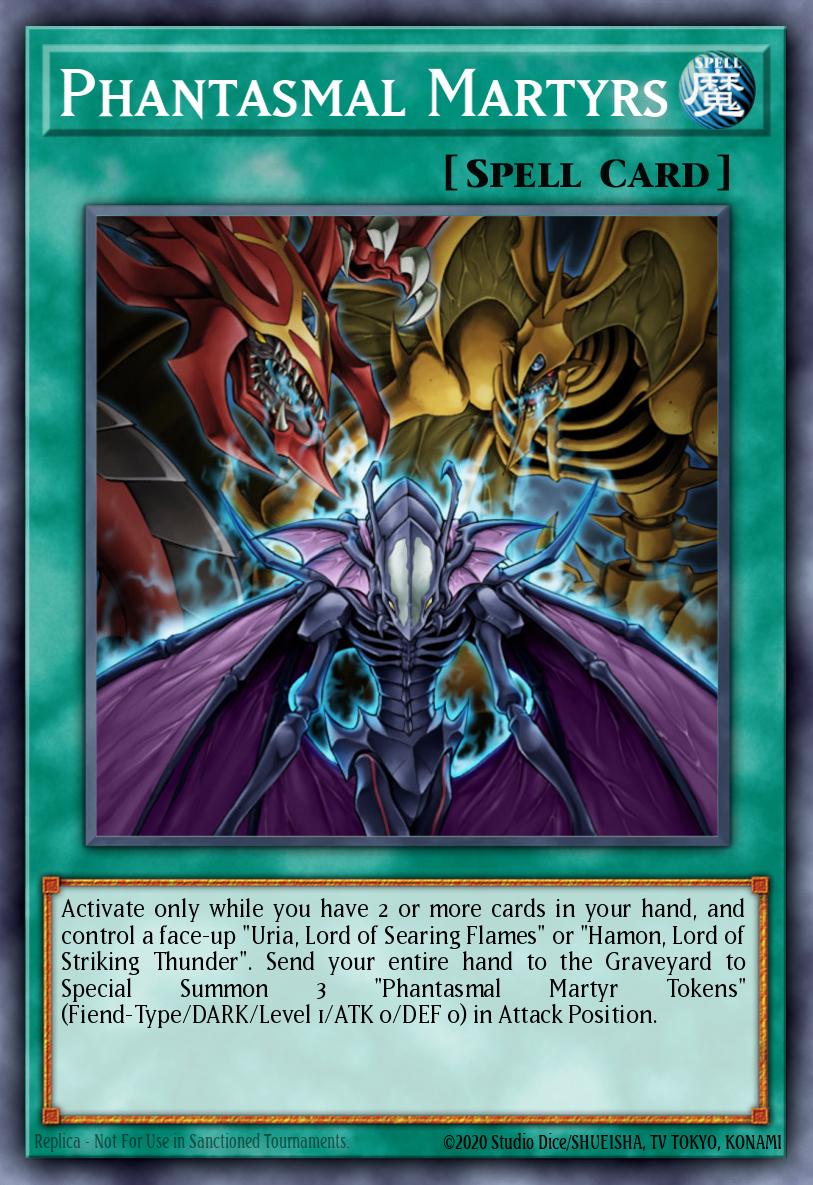 Phantasmal Martyrs
SPELL
魔
[Spell Card]
Activate only while you have 2 or more cards in your hand, and
control a face-up "Uria, Lord of Searing Flames" or "Hamon, Lord of
Striking Thunder". Send your entire hand to the Graveyard to
Special Summon 3 "Phantasmal Martyr Tokens"
(Fiend-Type/DARK/Level 1/ATK 0/DEF 0) in Attack Position.
Replica - Not For Use in Sanctioned Tournaments.
©2020 Studio Dice/SHUEISHA, TV TOKYO, KONAMI